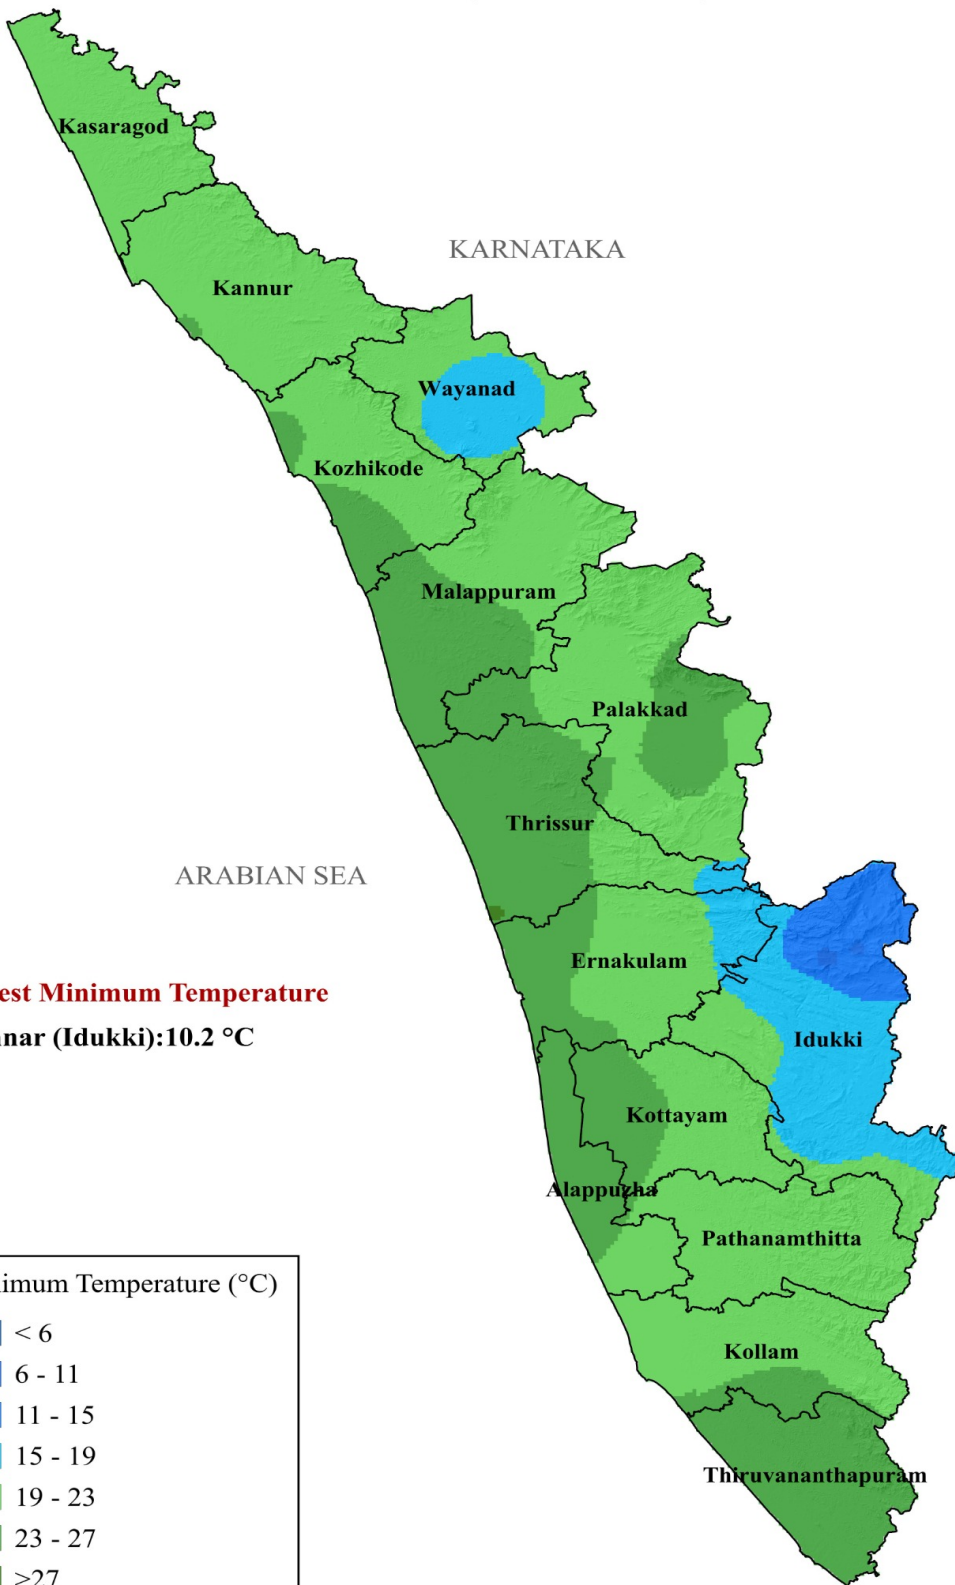 Kasaragod
KARNATAKA
Kannur
Wayanad
Kozhikode
Malappuram
Palakkad
Thrissur
ARABIAN SEA
Ernakulam
est Minimum Temperature
nar (Idukki):10.2 °C
Idukki
Kottayam
Alappuzha
Pathanamthitta
imum Temperature (°C)
< 6
6 - 11
Kollam
11 - 15
15 - 19
Thiruvananthapuram
19 - 23
23 - 27
>27